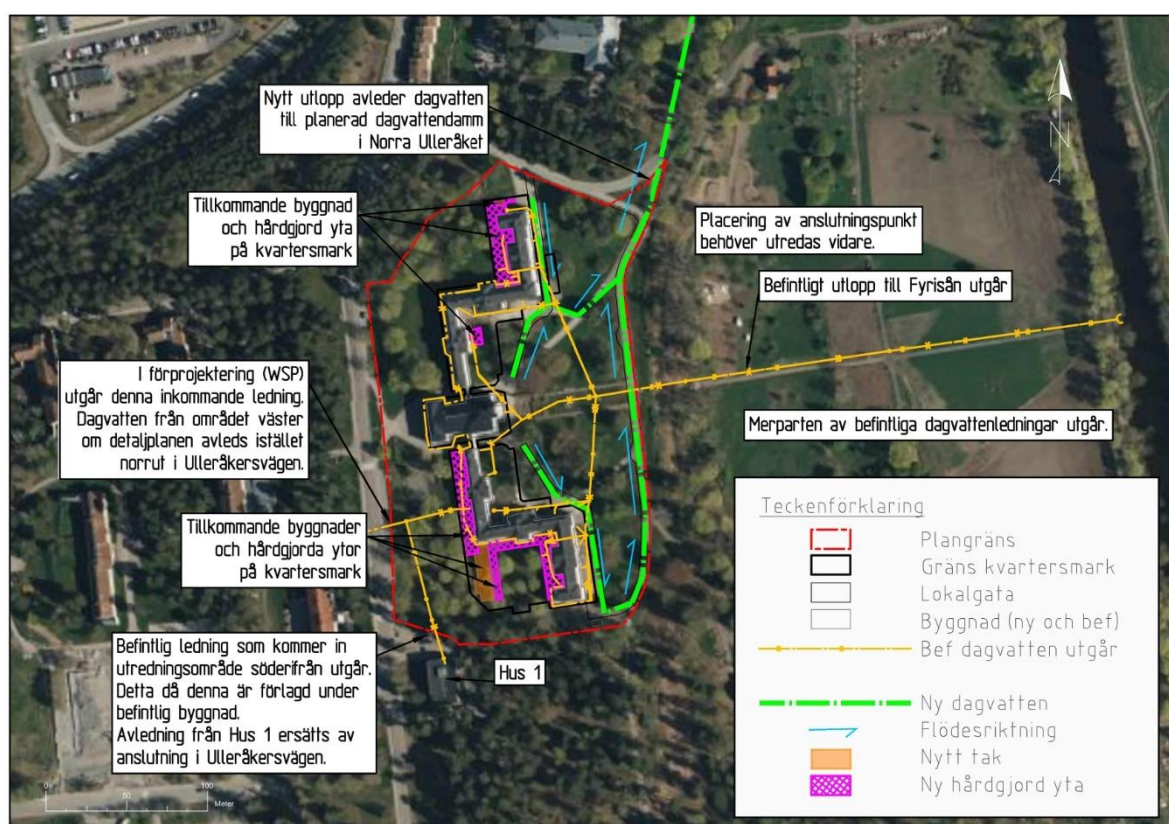 Nytt utlopp avleder dagvatten
till planerad dagvattendamm
i Norra Ulleråket
N
Tillkommande byggnad
och hårdgjord yta
på kvartersmark
Placering av anslutningspunkt
behöver utredas vidare.
Befintligt utlopp till Fyrisån utgår
I förprojektering (WSP)
utgår denna inkommande ledning.
Dagvatten från området väster
om detaljplanen avleds istället
norrut i Ulleråkersvägen.
Merparten av befintliga dagvattenledningar utgår.
Tillkommande byggnader
och hårdgjorda ytor
på kvartersmark
Befintlig ledning som kommer in
utredningsområde söderifrån utgår.
Detta då denna är förlagd under
befintlig byggnad.
Avledning från Hus 1 ersätts av
anslutning i Ulleråkersvägen.
Hus 1
Teckenförklaring
Plangräns
Gräns kvartersmark
Lokalgata
Byggnad (ny och bef)
Bef dagvatten utgår
Ny dagvatten
Flödesriktning
Nytt tak
Ny hårdgjord yta
0 50 100
Meter